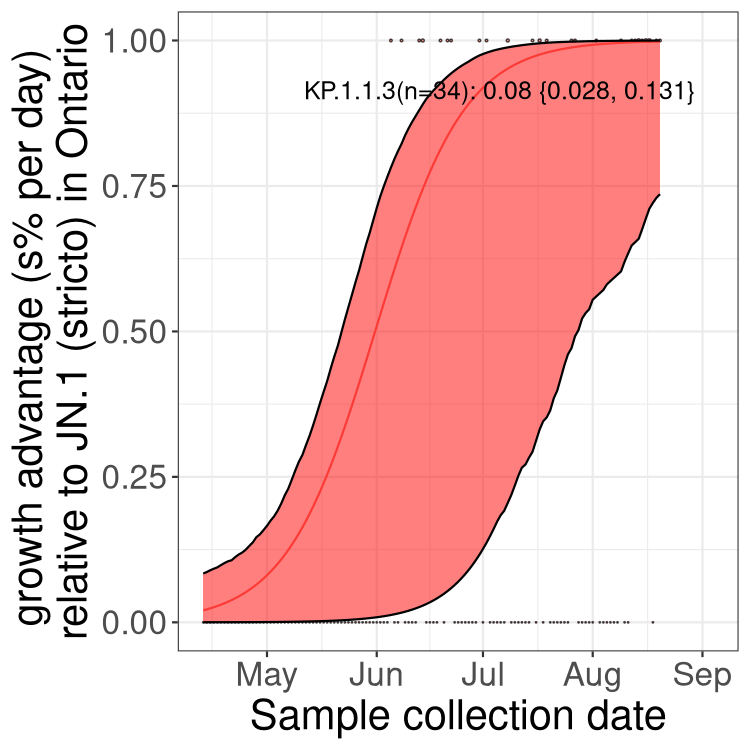 growth advantage (s% per day)
relative to JN.1 (stricto) in Ontario
1.00
0.75
0.50
0.25
0.00
KP.1.1.3(n=34): 0.08 {0.028, 0.131}
May Jun Jul Aug Sep
Sample collection date